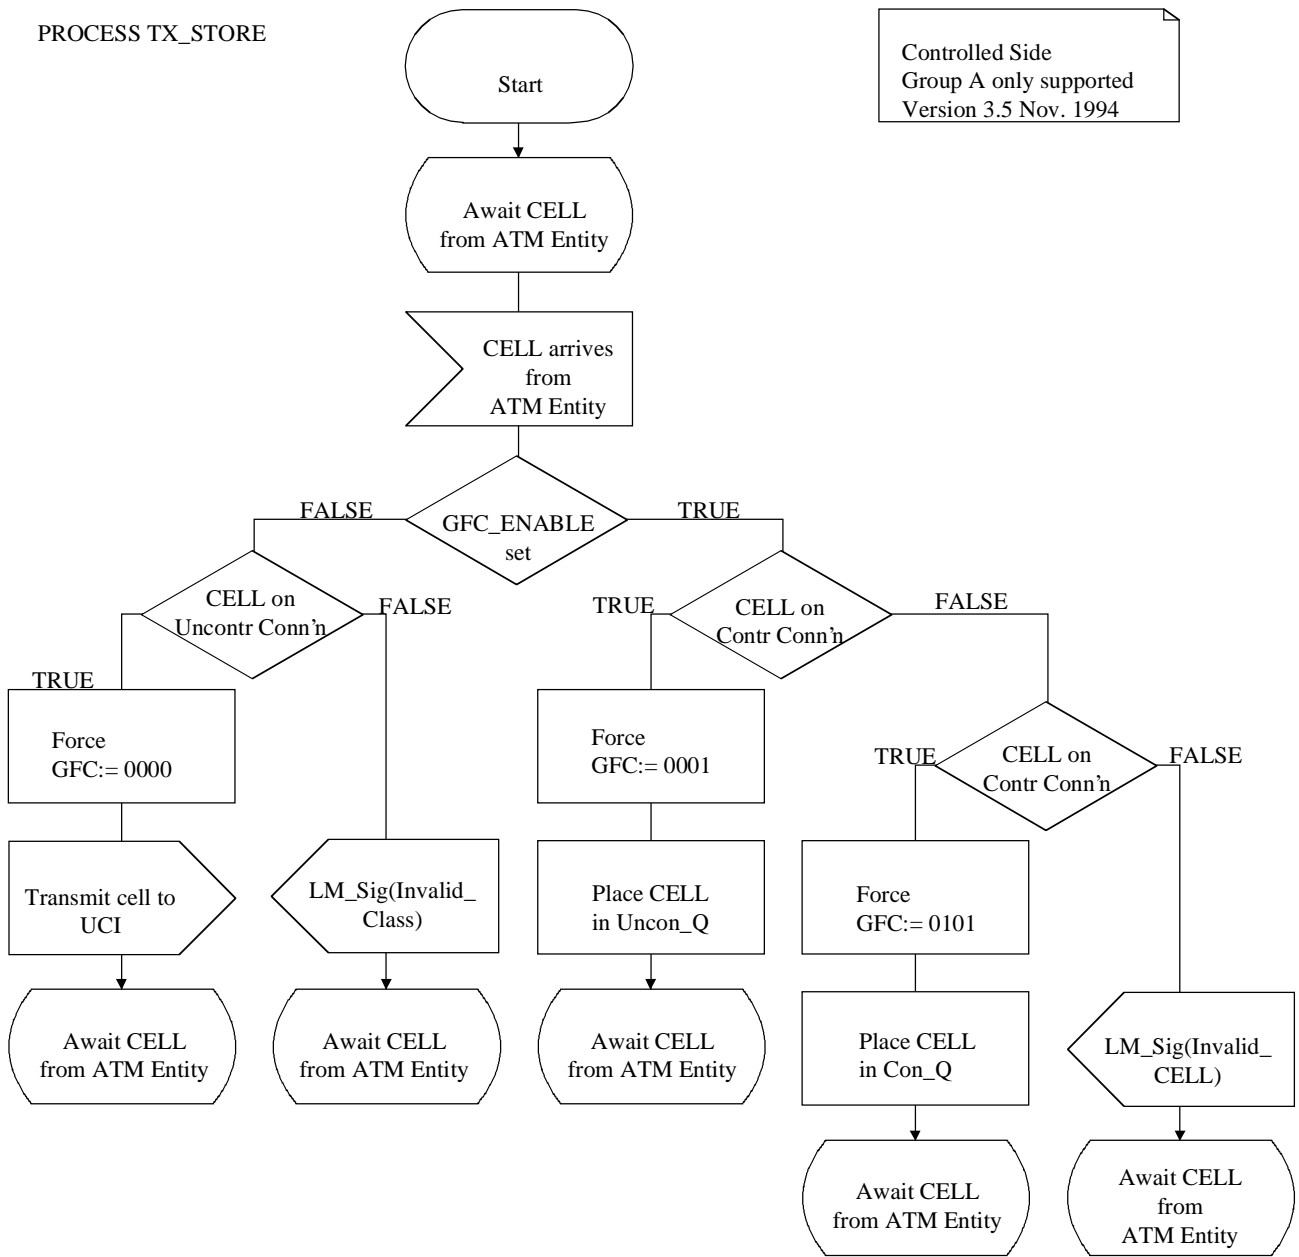 PROCESS TX_STORE
Controlled Side
Group A only supported
Version 3.5 Nov. 1994
Start
Await CELL
from ATM Entity
CELL arrives
from
ATM Entity
FALSE
GFC_ENABLE
set
TRUE
CELL on
Uncontr Conn'n
FALSE
TRUE
TRUE
CELL on
Contr Conn'n
FALSE
Force
GFC:= 0000
Force
GFC:= 0001
TRUE
CELL on
Contr Conn'n
FALSE
Transmit cell to
UCI
LM_Sig(Invalid_
Class)
Place CELL
in Uncon_Q
Force
GFC:= 0101
Await CELL
from ATM Entity
Await CELL
from ATM Entity
Await CELL
from ATM Entity
Place CELL
in Con_Q
LM_Sig(Invalid_
CELL)
Await CELL
from ATM Entity
Await CELL
from
ATM Entity